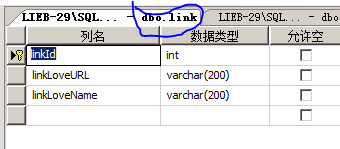 LIEB-29\SQL... - dbo.link LIEB-29\SQL... - dbo
列名 数据类型 允许空
linkId int
linkLoveURL varchar(200)
linkLoveName varchar(200)